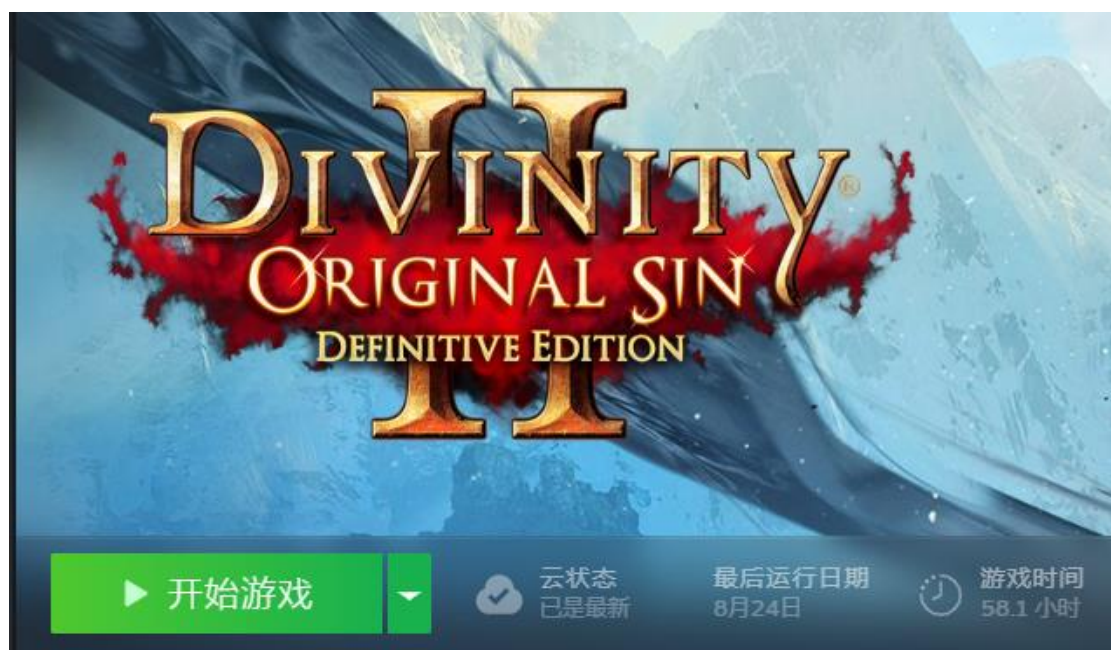 II
DIVINITY®
ORIGINAL SIN
DEFINITIVE EDITION
开始游戏
云状态
已是最新
最后运行日期
8月24日
游戏时间
58.1 小时